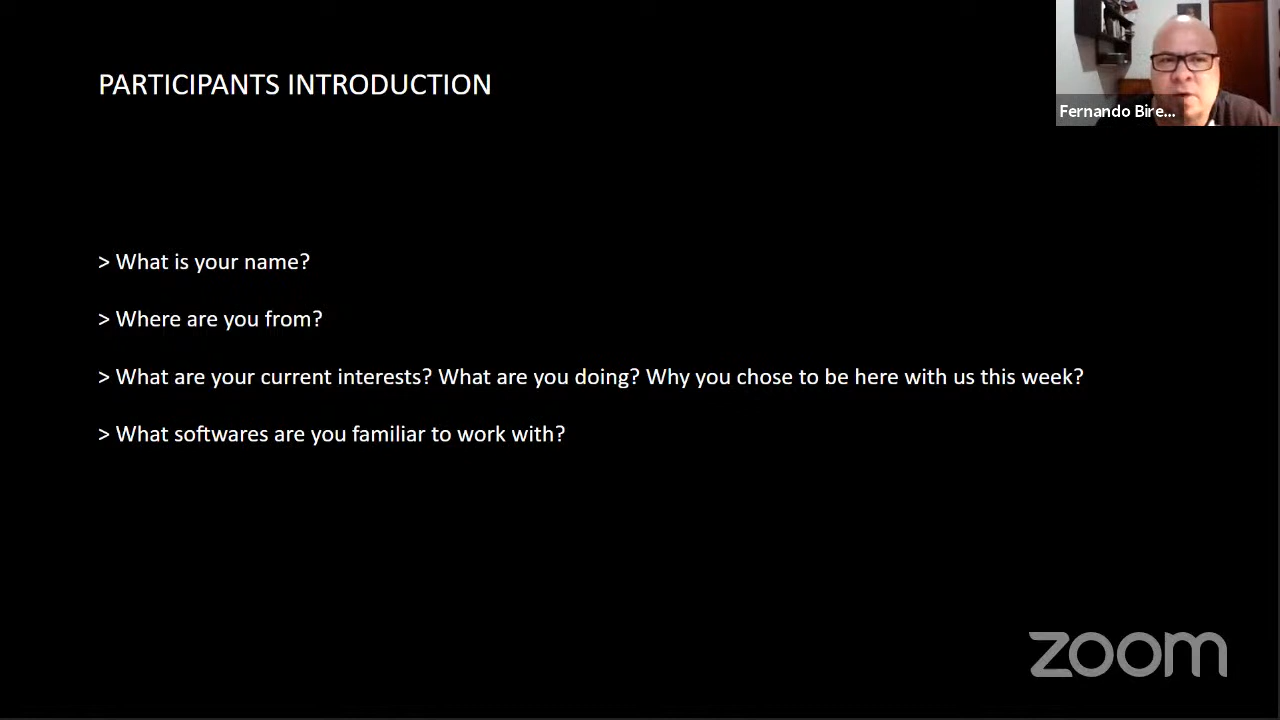 PARTICIPANTS INTRODUCTION
Fernando Bire...
> What is your name?
> Where are you from?
> What are your current interests? What are you doing? Why you chose to be here with us this week?
> What softwares are you familiar to work with?
zoom